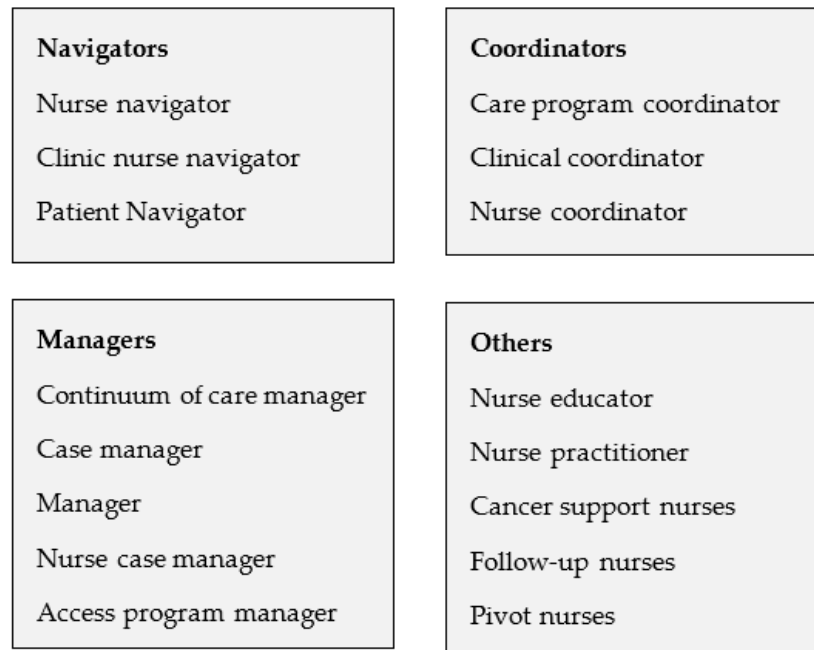 Navigators
Nurse navigator
Clinic nurse navigator
Patient Navigator
Coordinators
Care program coordinator
Clinical coordinator
Nurse coordinator
Managers
Continuum of care manager
Case manager
Manager
Nurse case manager
Access program manager
Others
Nurse educator
Nurse practitioner
Cancer support nurses
Follow-up nurses
Pivot nurses